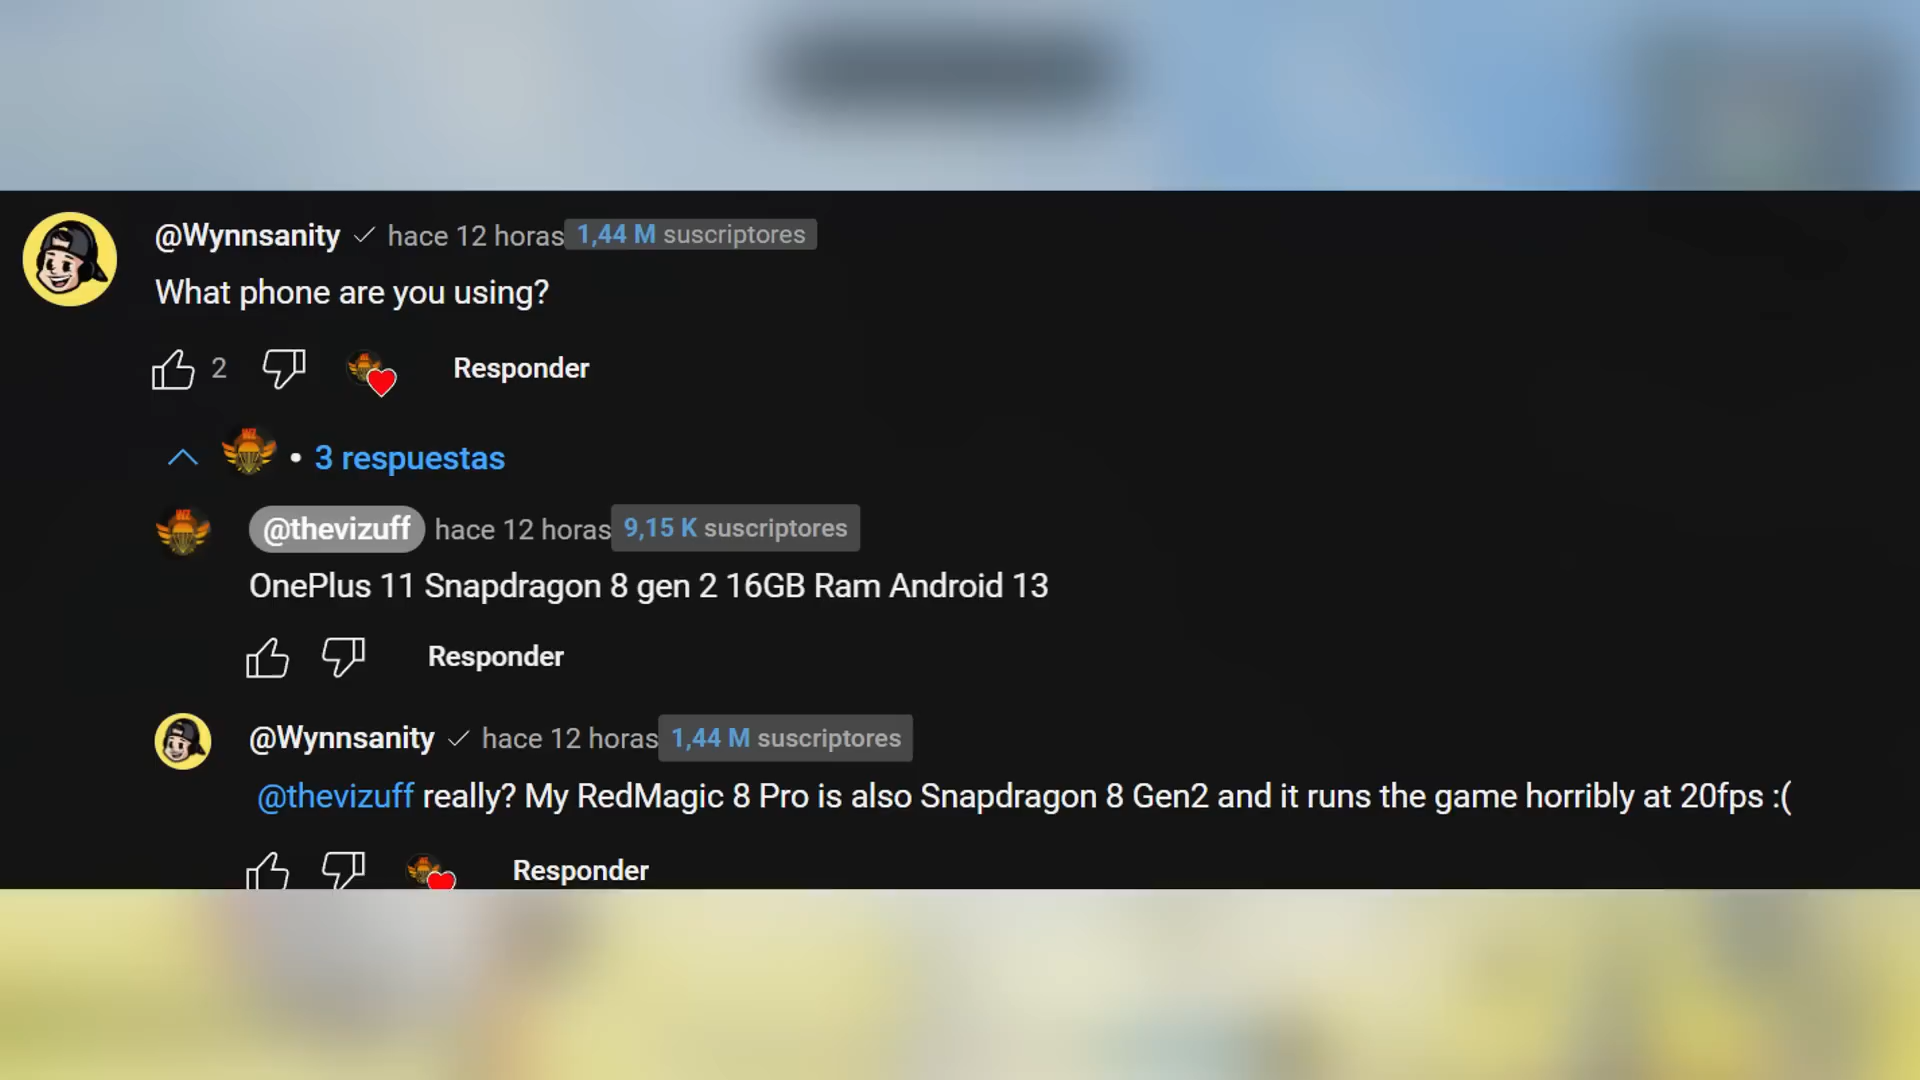 @Wynnsanity hace 12 horas 1,44 M suscriptores
What phone are you using?
2 Responder
• 3 respuestas
@thevizuff hace 12 horas 9,15 K suscriptores
OnePlus 11 Snapdragon 8 gen 2 16GB Ram Android 13
Responder
@Wynnsanity hace 12 horas 1,44 M suscriptores
@thevizuff really? My RedMagic 8 Pro is also Snapdragon 8 Gen2 and it runs the game horribly at 20fps :(
Responder